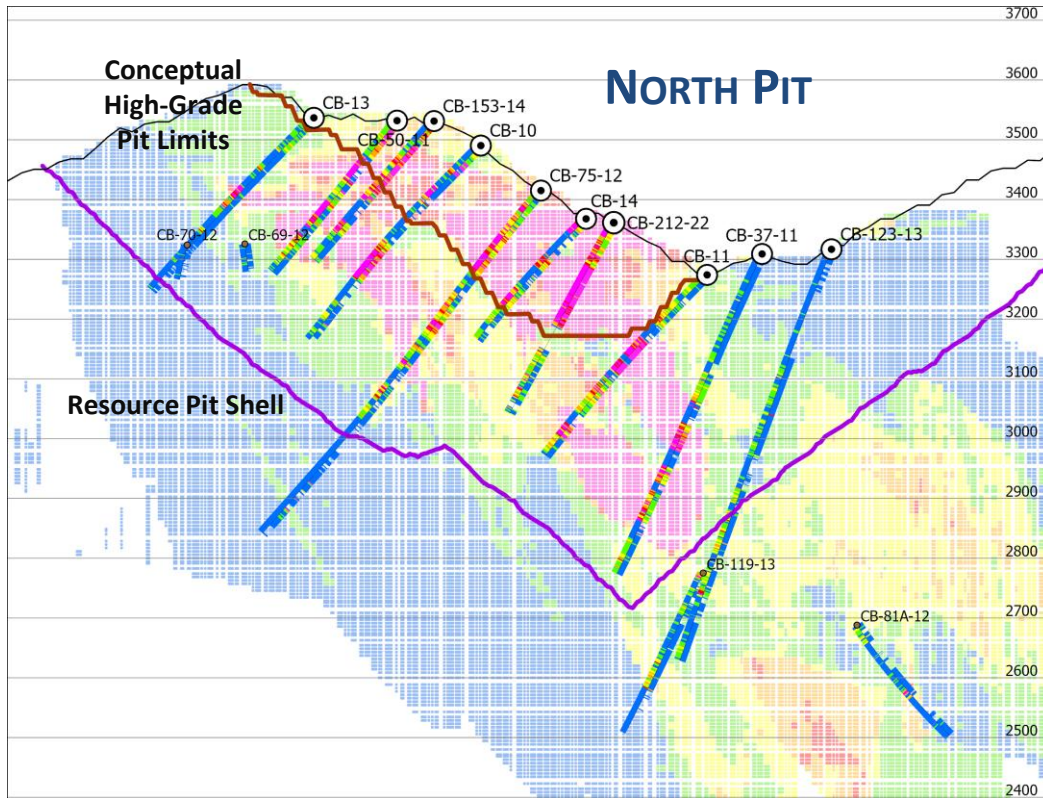 3700
Conceptual
High-Grade
Pit Limits
NORTH PIT
3600
CB-13
CB-153-14
CB-50-11
CB-10
3500
CB-75-12
CB-14
CB-212-22
3400
CB-70-12
CB-69-12
CB-11
CB-37-11
CB-123-13
3300
3200
3100
Resource Pit Shell
3000
2900
2800
CB-119-13
2700
CB-81A-12
2600
2500
2400